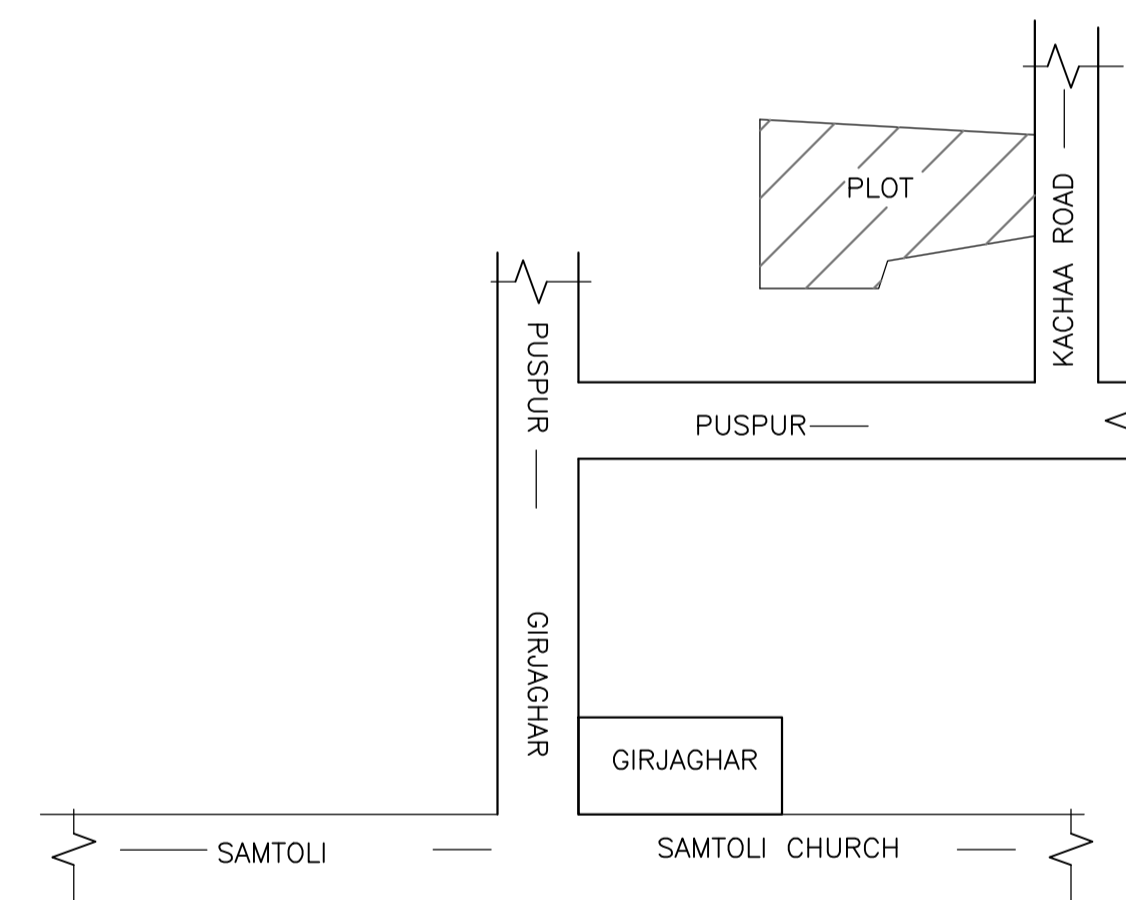 PLOT
KACHAA ROAD
PUSPUR
PUSPUR
GIRJAGHAR
GIRJAGHAR
SAMTOLI
SAMTOLI CHURCH